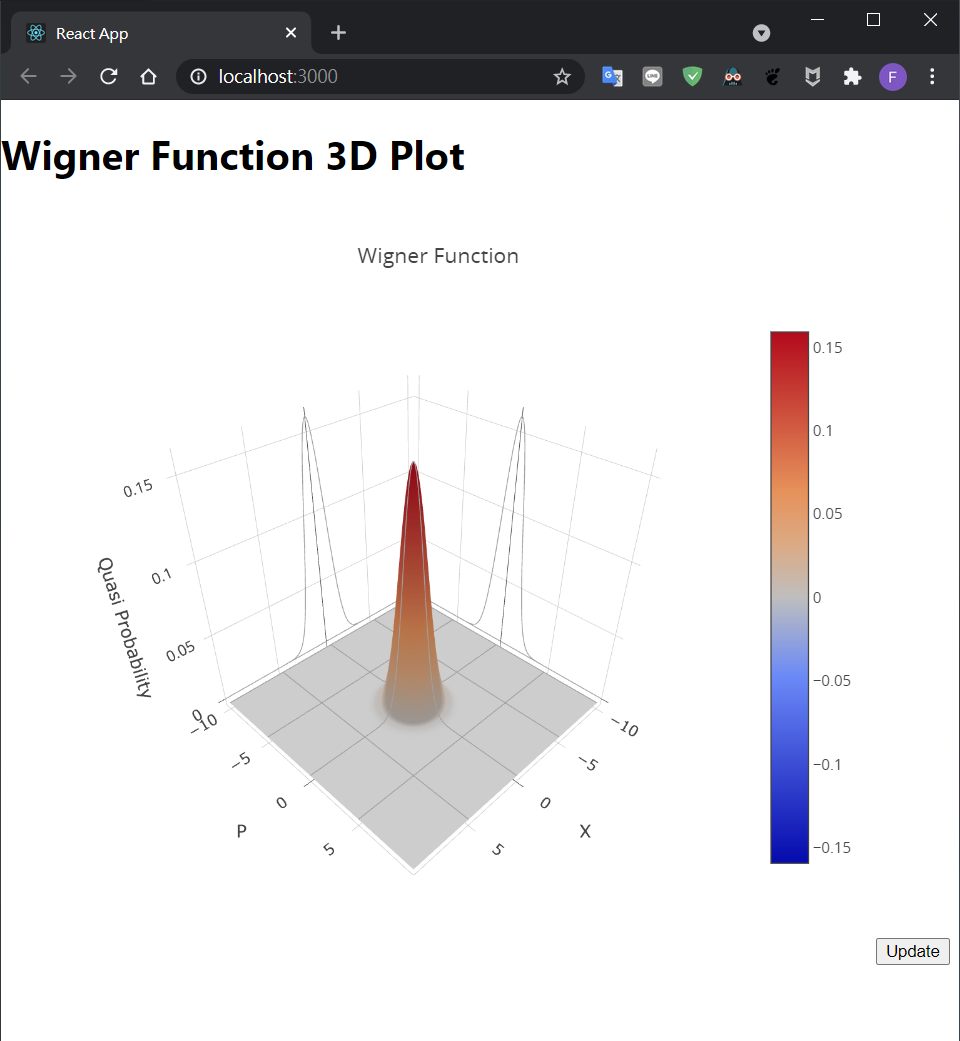 React App
localhost:3000
F
Wigner Function 3D Plot
Wigner Function
0.15
0.1
0.05
0
Quasi Probability
−10
−5
0
5
P
−10
−5
0
5
X
0.15
0.1
0.05
0
−0.05
−0.1
−0.15
Update